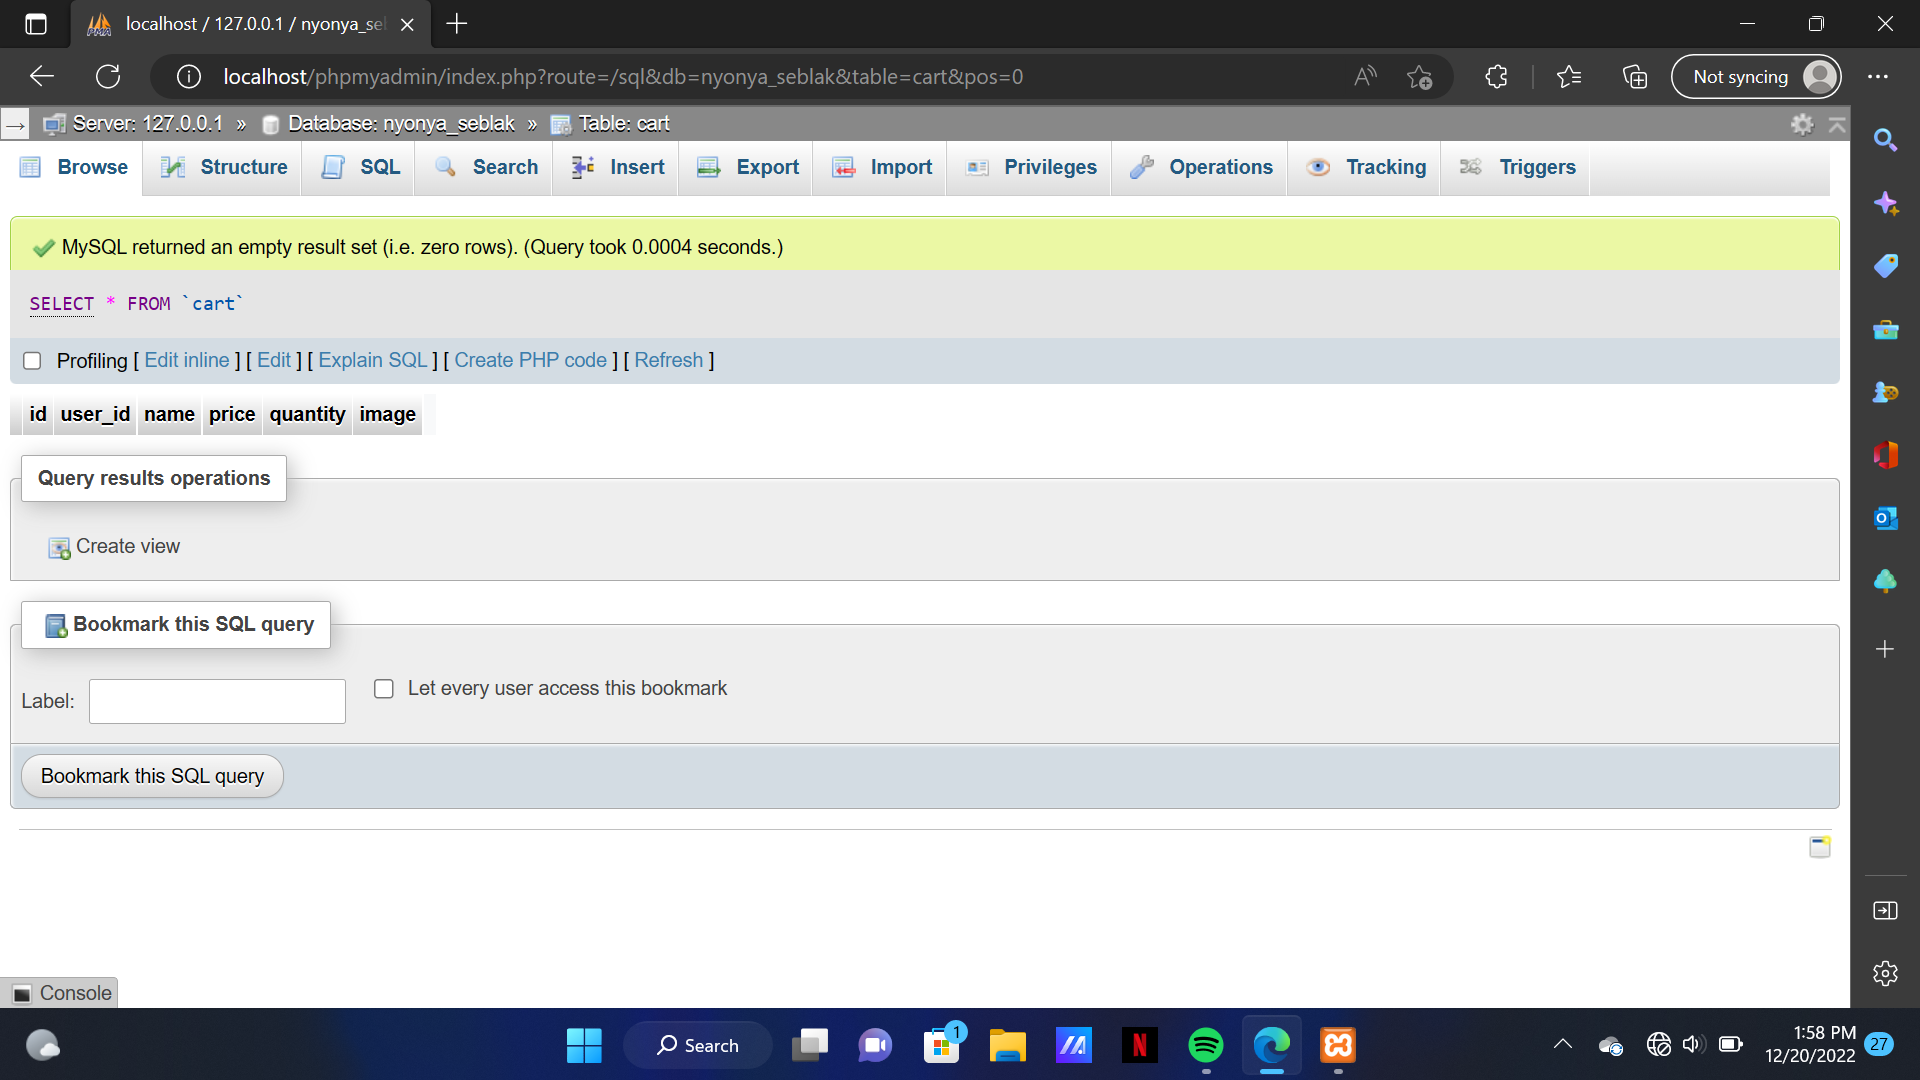 localhost / 127.0.0.1 / nyonya_sel
localhost/phpmyadmin/index.php?route=/sql&db=nyonya_seblak&table=cart&pos=0
Not syncing
Server: 127.0.0.1 » Database: nyonya_seblak » Table: cart
Browse Structure SQL Search Insert Export Import Privileges Operations Tracking Triggers
MySQL returned an empty result set (i.e. zero rows). (Query took 0.0004 seconds.)
SELECT * FROM `cart`
Profiling [ Edit inline ] [ Edit ] [ Explain SQL ] [ Create PHP code ] [ Refresh ]
id user_id name price quantity image
Query results operations
Create view
Bookmark this SQL query
Label:
Let every user access this bookmark
Bookmark this SQL query
Console
Search
1
1:58 PM
12/20/2022
27